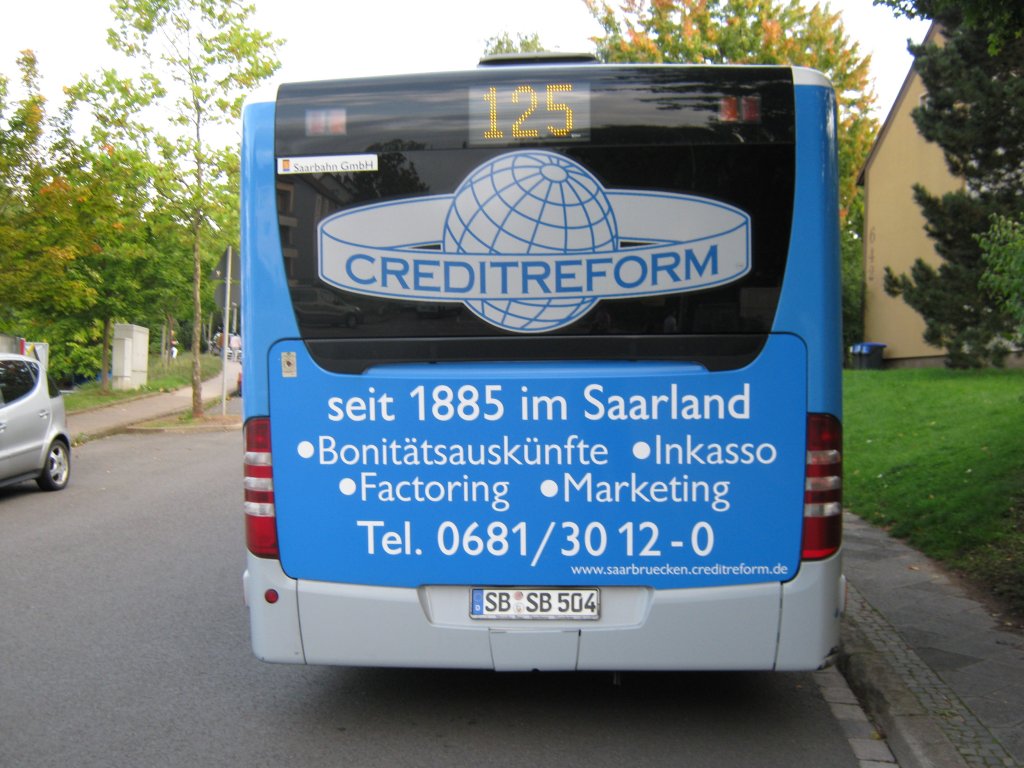 125
Saarbahn GmbH
CREDITREFORM
seit 1885 im Saarland
•Bonitätsauskünfte •Inkasso
•Factoring •Marketing
Tel. 0681/30 12-0
www.saarbruecken.creditreform.de
D SB SB 504